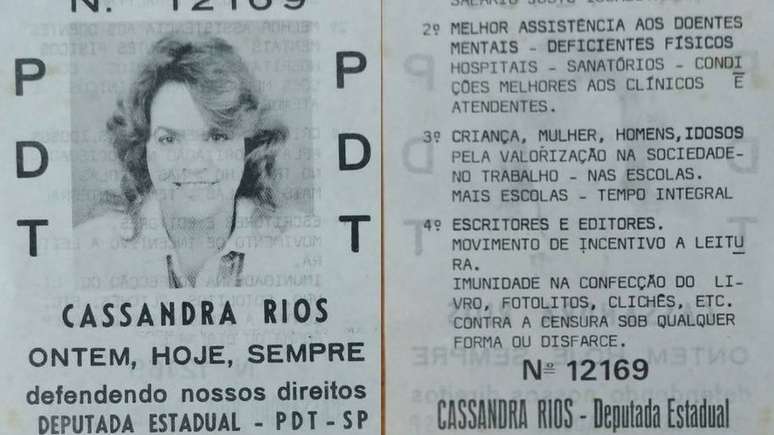 N. 12169
P P
D D
T T
CASSANDRA RIOS
ONTEM, HOJE, SEMPRE
defendendo nossos direitos
DEPUTADA ESTADUAL - PDT - SP
2º MELHOR ASSISTÊNCIA AOS DOENTES
MENTAIS - DEFICIENTES FÍSICOS
HOSPITAIS - SANATÓRIOS - CONDI
ÇÕES MELHORES AOS CLÍNICOS E
ATENDENTES.
3º CRIANÇA, MULHER, HOMENS,IDOSOS
PELA VALORIZAÇÃO NA SOCIEDADE-
NO TRABALHO - NAS ESCOLAS.
MAIS ESCOLAS - TEMPO INTEGRAL
4º ESCRITORES E EDITORES.
MOVIMENTO DE INCENTIVO A LEITU
RA.
IMUNIDADE NA CONFECÇÃO DO LI-
VRO, FOTOLITOS, CLICHÊS, ETC.
CONTRA A CENSURA SOB QUALQUER
FORMA OU DISFARCE.
Nº 12169
CASSANDRA RIOS - Deputada Estadual